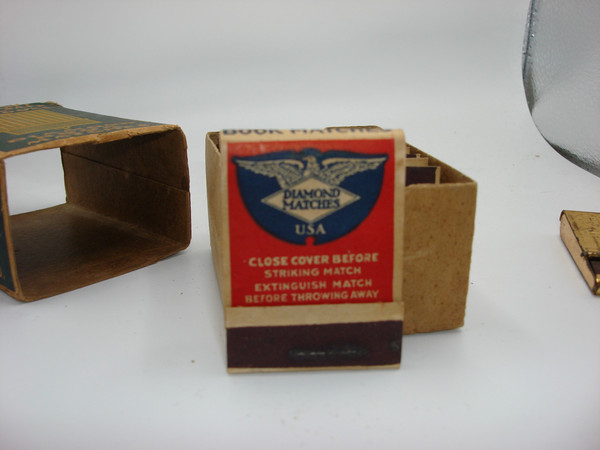 BOOK MATCHES
DIAMOND
MATCHES
USA
CLOSE COVER BEFORE
STRIKING MATCH
EXTINGUISH MATCH
BEFORE THROWING AWAY